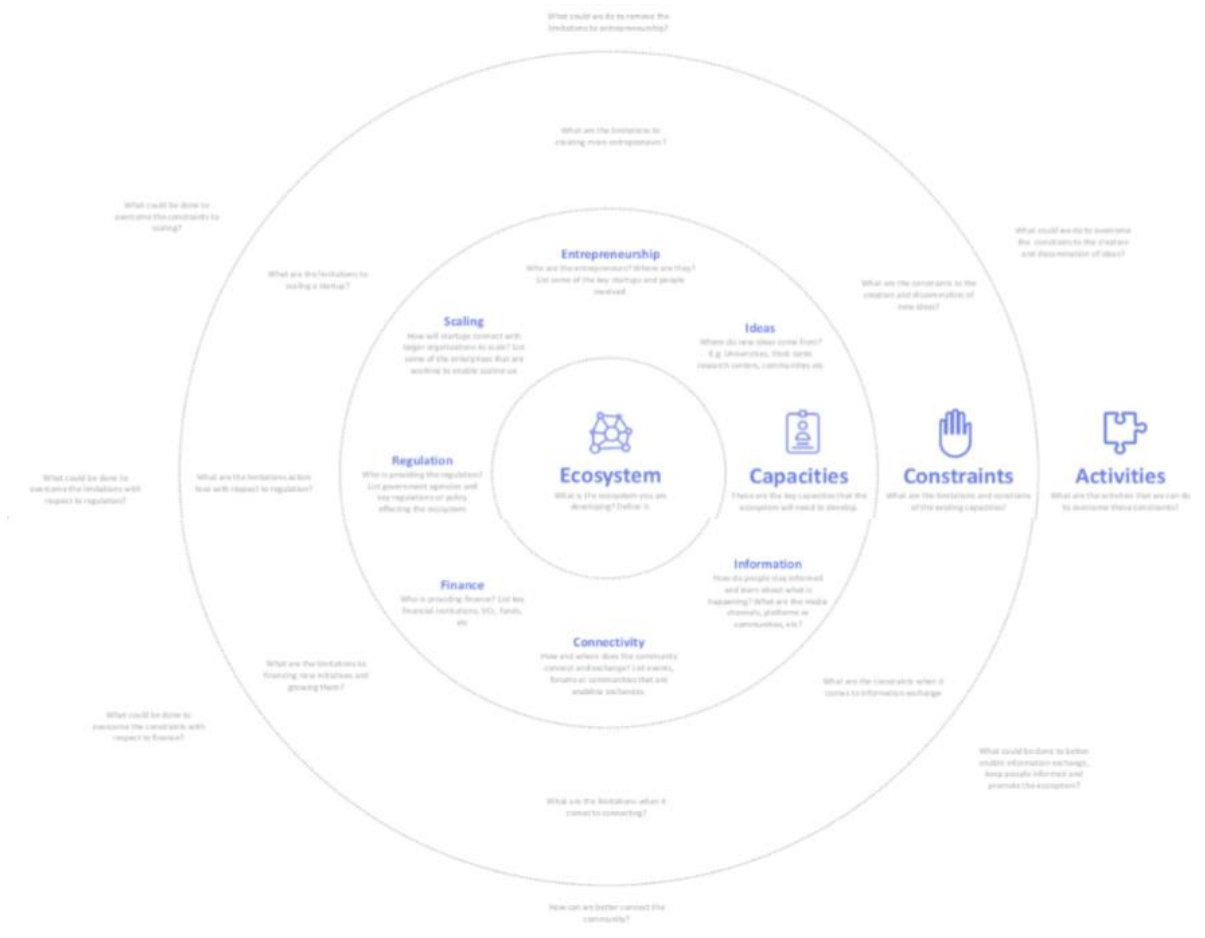 What could we do to remove the
limitations to entrepreneurship?
What are the limitations to
creating more entrepreneurs?
What could be done to
overcome the constraints to
scaling?
What could we do to overcome
the constrains to the creation
and dissemination of ideas?
What are the limitations to
scaling a startup?
What are the constraints to the
creation and dissemination of
new ideas?
Entrepreneurship
Who are the entrepreneurs? Where are they?
List some of the key startups and people
involved
Scaling
How will startups connect with
larger organizations to scale? List
some of the enterprises that are
working to enable scaling up
Ideas
Where do new ideas come from?
E.g. Universities, think tanks
research centers, communities etc
Regulation
Who is providing the regulation?
List government agencies and
key regulations or policy
effecting the ecosystem
Ecosystem
What is the ecosystem you are
developing? Define it.
Capacities
These are the key capacities that the
ecosystem will need to develop
Constraints
What are the limitations and constrains
of the existing capacities?
Activities
What are the activities that we can do
to overcome these constraints?
What could be done to
overcome the limitations with
respect to regulation?
What are the limitations actors
face with respect to regulation?
Finance
Who is providing finance? List key
financial institutions, VCs, funds,
etc
Information
How do people stay informed
and learn about what is
happening? What are the media
channels, platforms or
communities, etc.?
Connectivity
How and where does the community
connect and exchange? List events,
forums or communities that are
enabling exchanges.
What are the limitations to
financing new initiatives and
growing them?
What are the constraints when it
comes to information exchange
What could be done to
overcome the constraints with
respect to finance?
What could be done to better
enable information exchange,
keep people informed and
promote the ecosystem?
What are the limitations when it
comes to connecting?
How can we better connect the
community?